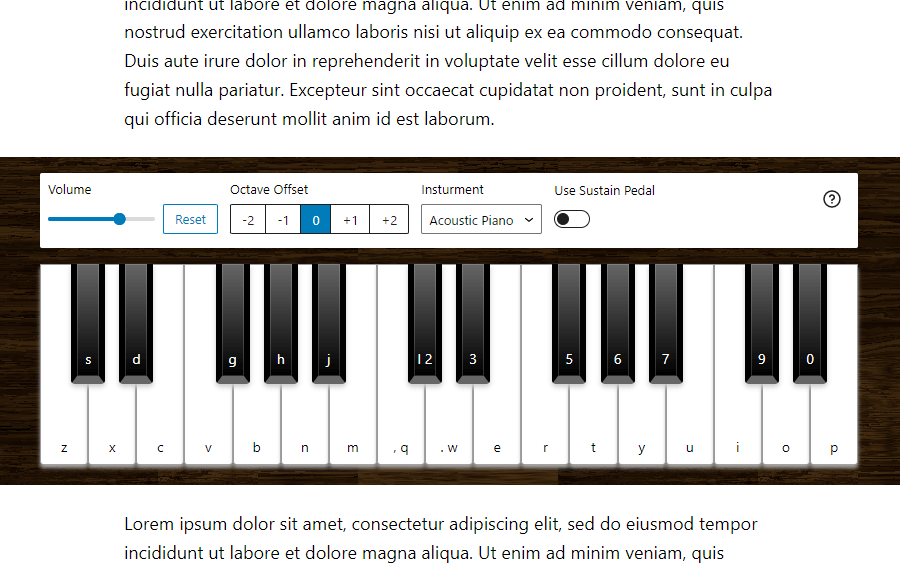 incididunt ut labore et dolore magna aliqua. Ut enim ad minim veniam, quis
nostrud exercitation ullamco laboris nisi ut aliquip ex ea commodo consequat.
Duis aute irure dolor in reprehenderit in voluptate velit esse cillum dolore eu
fugiat nulla pariatur. Excepteur sint occaecat cupidatat non proident, sunt in culpa
qui officia deserunt mollit anim id est laborum.
Volume Octave Offset Insturment Use Sustain Pedal
Reset -2 -1 0 +1 +2 Acoustic Piano
s d g h j l 2 3 5 6 7 9 0
z x c v b n m , q . w e r t y u i o p
Lorem ipsum dolor sit amet, consectetur adipiscing elit, sed do eiusmod tempor
incididunt ut labore et dolore magna aliqua. Ut enim ad minim veniam, quis